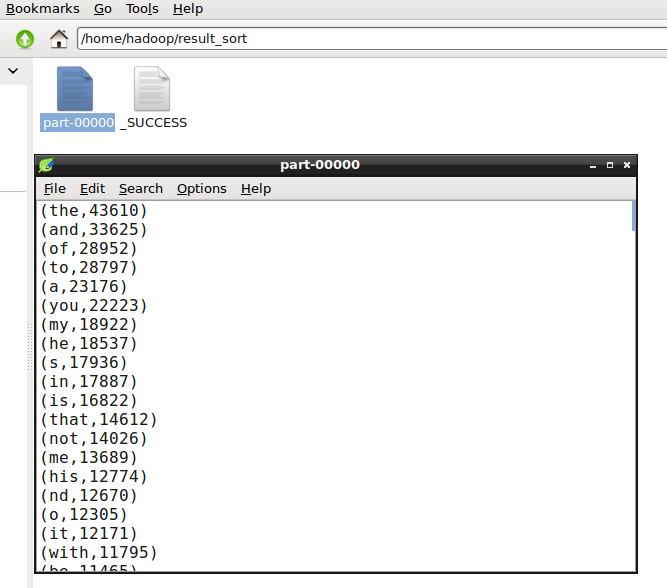 Bookmarks Go Tools Help
/home/hadoop/result_sort
part-00000 _SUCCESS
part-00000
File Edit Search Options Help
(the,43610)
(and,33625)
(of,28952)
(to,28797)
(a,23176)
(you,22223)
(my,18922)
(he,18537)
(s,17936)
(in,17887)
(is,16822)
(that,14612)
(not,14026)
(me,13689)
(his,12774)
(nd,12670)
(o,12305)
(it,12171)
(with,11795)